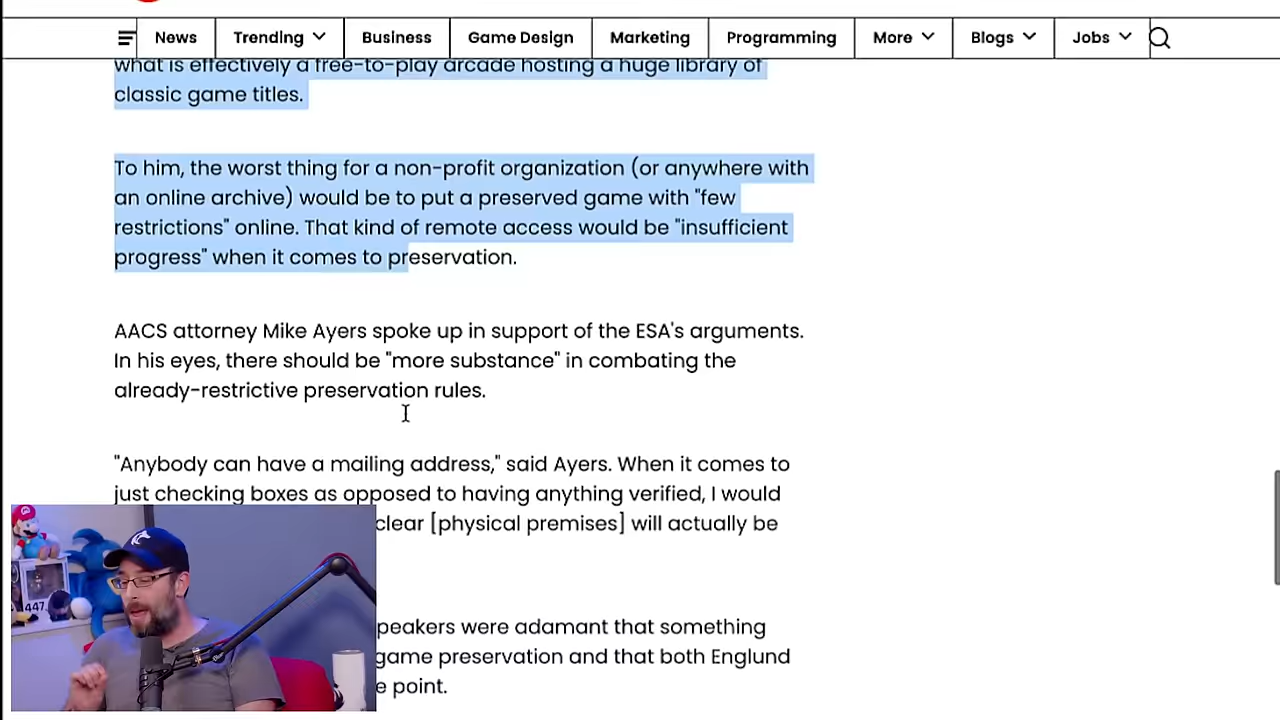 News
Trending
Business
Game Design
Marketing
Programming
More
Blogs
Jobs
what is effectively a free-to-play arcade hosting a huge library of
classic game titles.
To him, the worst thing for a non-profit organization (or anywhere with
an online archive) would be to put a preserved game with "few
restrictions" online. That kind of remote access would be "insufficient
progress" when it comes to preservation.
AACS attorney Mike Ayers spoke up in support of the ESA's arguments.
In his eyes, there should be "more substance" in combating the
already-restrictive preservation rules.
"Anybody can have a mailing address," said Ayers. When it comes to
just checking boxes as opposed to having anything verified, I would
clear [physical premises] will actually be
peakers were adamant that something
game preservation and that both Englund
e point.
447